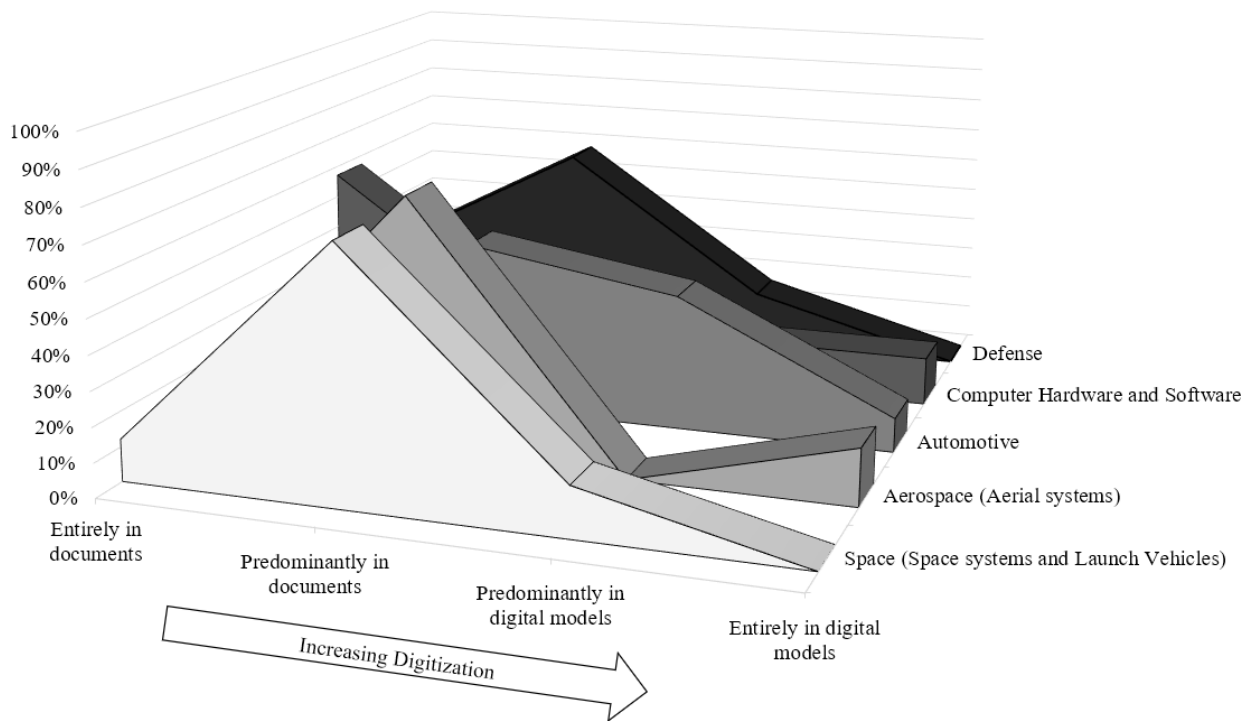 100%
90%
80%
70%
60%
50%
40%
30%
20%
10%
0%
Entirely in
documents
Predominantly in
documents
Predominantly in
digital models
Entirely in digital
models
Defense
Computer Hardware and Software
Automotive
Aerospace (Aerial systems)
Space (Space systems and Launch Vehicles)
Increasing Digitization